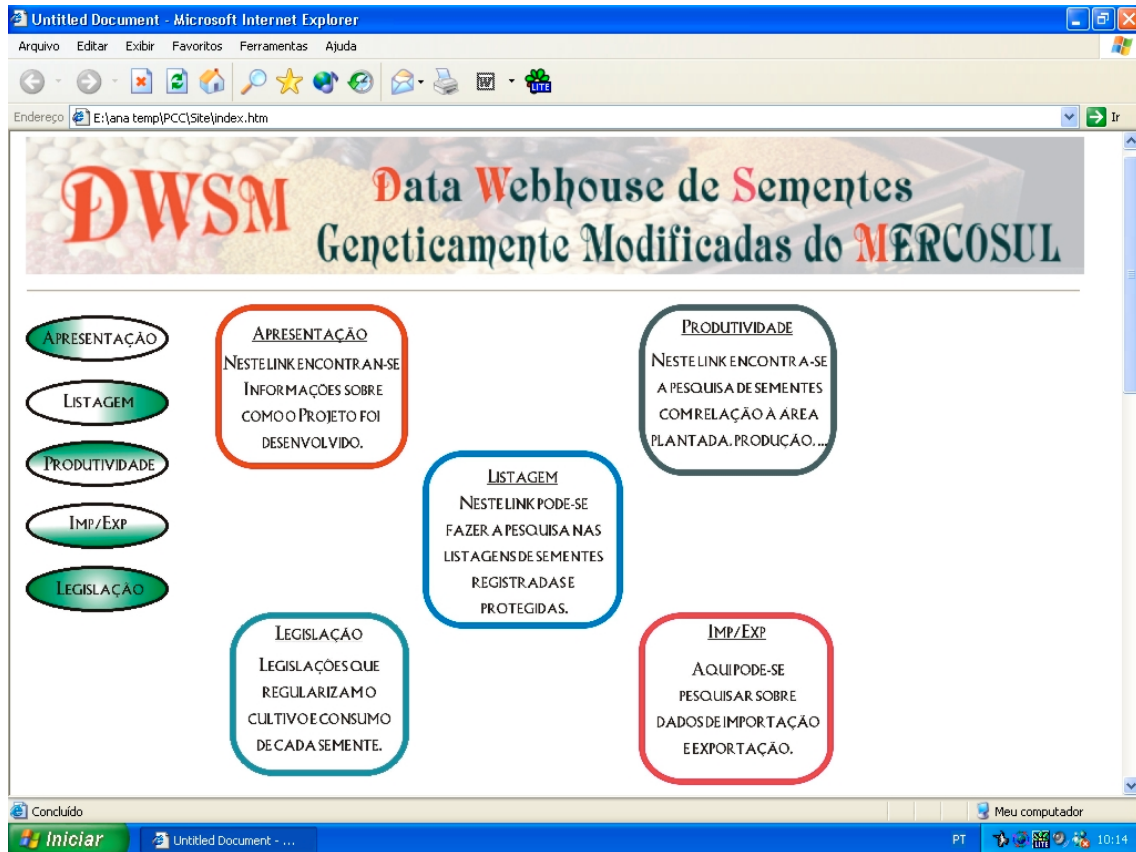 Untitled Document - Microsoft Internet Explorer
Arquivo Editar Exibir Favoritos Ferramentas Ajuda
LITE
Endereço E:\ana temp\PCC\Site\index.htm Ir
DWSM
Data Webhouse de Sementes
Geneticamente Modificadas do MERCOSUL
APRESENTAÇÃO
LISTAGEM
PRODUTIVIDADE
IMP/EXP
LEGISLAÇÃO
APRESENTAÇÃO
NESTE LINK ENCONTRAN-SE
INFORMAÇÕES SOBRE
COMO O PROJETO FOI
DESENVOLVIDO.
PRODUTIVIDADE
NESTE LINK ENCONTRA-SE
A PESQUISA DE SEMENTES
COM RELAÇÃO À ÁREA
PLANTADA, PRODUÇÃO, ...
LISTAGEM
NESTE LINK PODE-SE
FAZER A PESQUISA NAS
LISTAGENS DE SEMENTES
REGISTRADAS E
PROTEGIDAS.
LEGISLAÇÃO
LEGISLAÇÕES QUE
REGULARIZAM O
CULTIVO E CONSUMO
DE CADA SEMENTE.
IMP/EXP
AQUI PODE-SE
PESQUISAR SOBRE
DADOS DE IMPORTAÇÃO
E EXPORTAÇÃO.
Concluído Meu computador
Iniciar Untitled Document - ... PT LITE 10:14